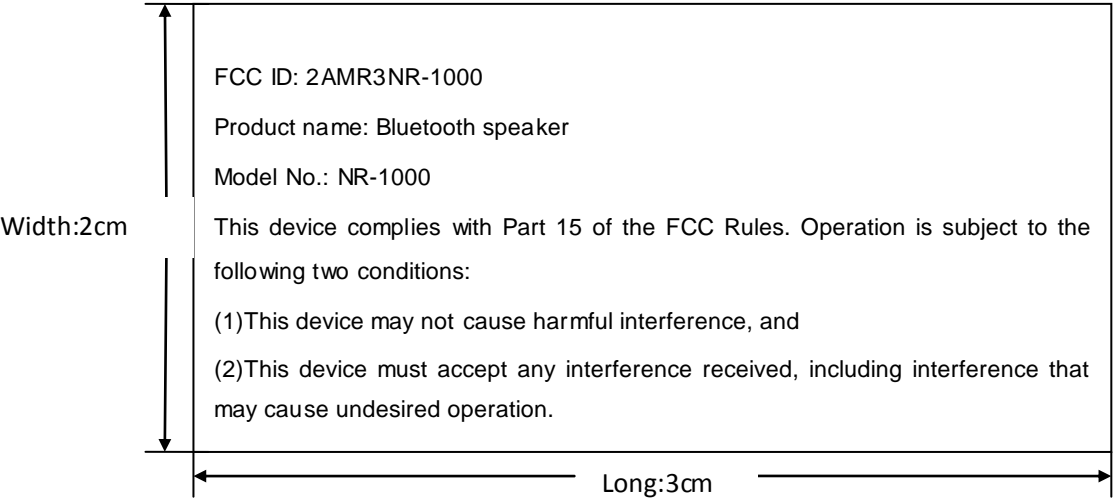 FCC ID: 2AMR3NR-1000
Product name: Bluetooth speaker
Model No.: NR-1000
Width:2cm
This device complies with Part 15 of the FCC Rules. Operation is subject to the
following two conditions:
(1)This device may not cause harmful interference, and
(2)This device must accept any interference received, including interference that
may cause undesired operation.
Long:3cm